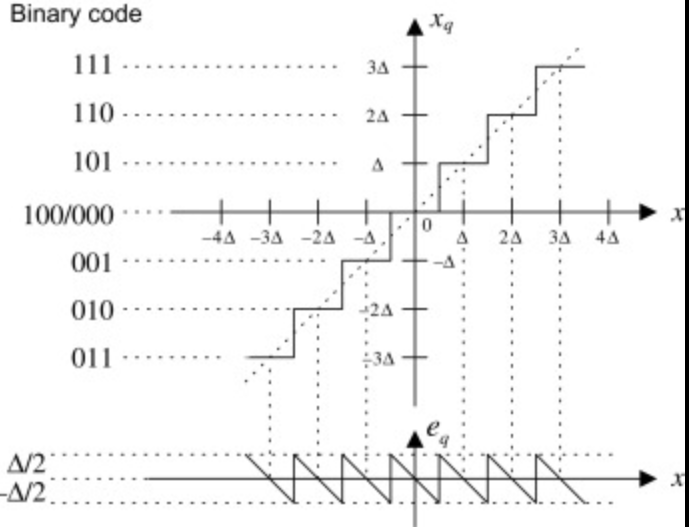 Binary code
x_q
111 3Δ
110 2Δ
101 Δ
100/000 0 x
−4Δ −3Δ −2Δ −Δ Δ 2Δ 3Δ 4Δ
001 −Δ
010 −2Δ
011 −3Δ
e_q
Δ/2
x
−Δ/2